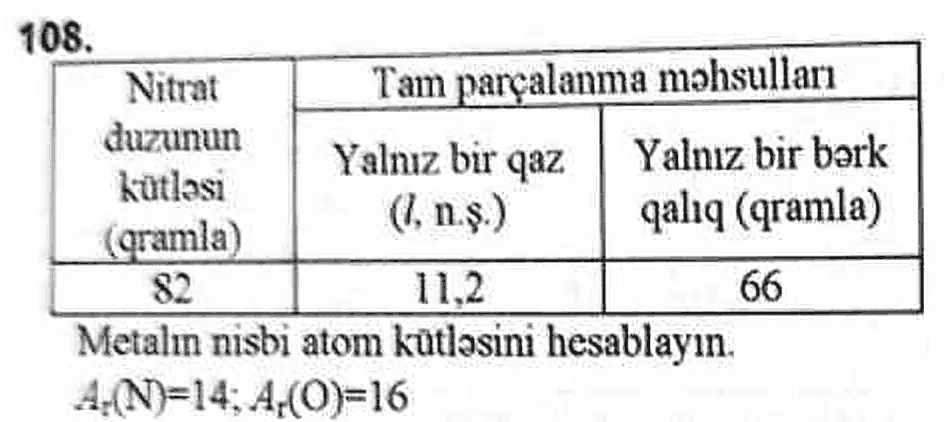 108.
Nitrat
duzunun
kütləsi
(qramla)
Tam parçalanma məhsulları
Yalnız bir qaz
(l, n.ş.)
Yalnız bir bərk
qalıq (qramla)
82
11,2
66
Metalın nisbi atom kütləsini hesablayın.
Aᵣ(N)=14; Aᵣ(O)=16